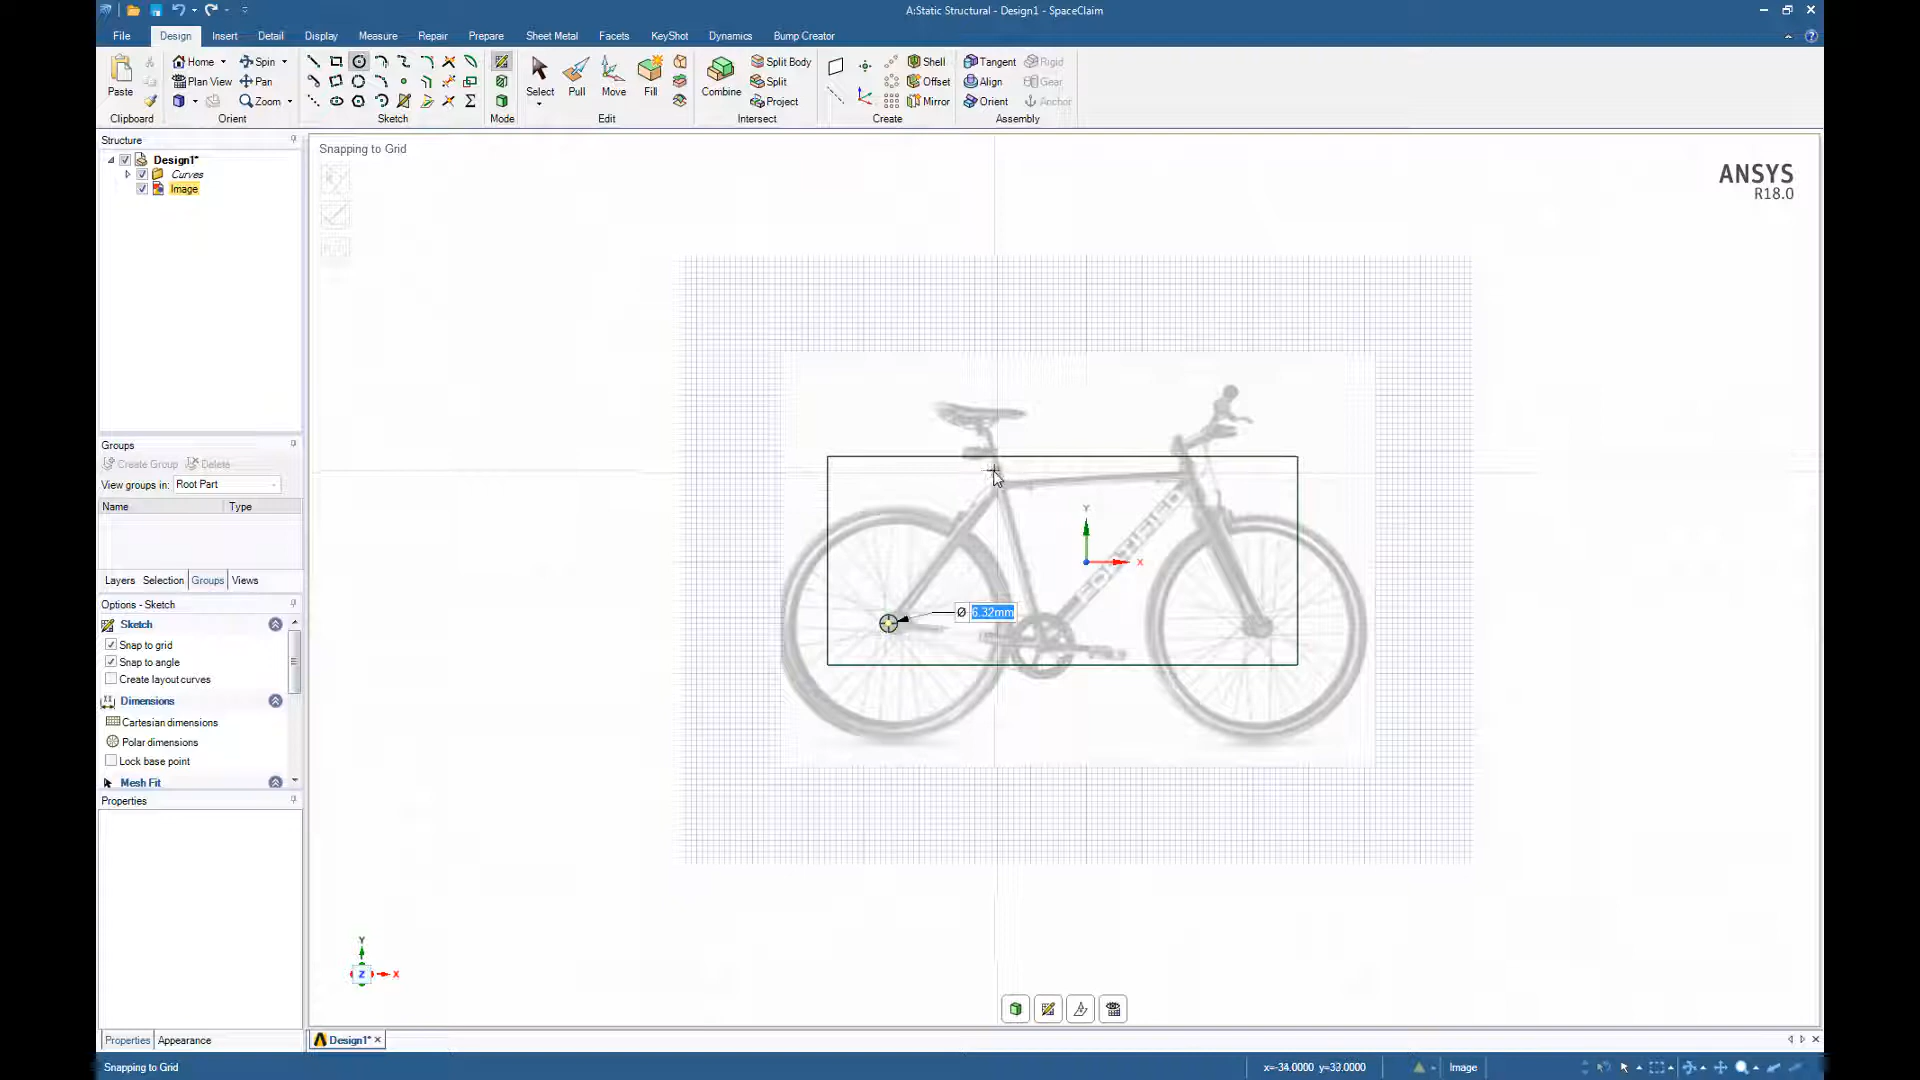 A:Static Structural - Design1 - SpaceClaim
File Design Insert Detail Display Measure Repair Prepare Sheet Metal Facets KeyShot Dynamics Bump Creator
Paste
Home Spin
Plan View Pan
Zoom
Select Pull Move Fill
Combine
Split Body
Split
Project
Shell
Offset
Mirror
Tangent Rigid
Align Gear
Orient Anchor
Clipboard Orient Sketch Mode Edit Intersect Create Assembly
Structure
Design1*
Curves
Image
Groups
Create Group Delete
View groups in: Root Part
Name Type
Layers Selection Groups Views
Options - Sketch
Sketch
Snap to grid
Snap to angle
Create layout curves
Dimensions
Cartesian dimensions
Polar dimensions
Lock base point
Mesh Fit
Properties
Properties Appearance
Snapping to Grid
ANSYS
R18.0
FORTIFIED
Y
X
Ø 6.32mm
Y
Z X
Design1*
Snapping to Grid
x=-34.0000 y=33.0000
Image